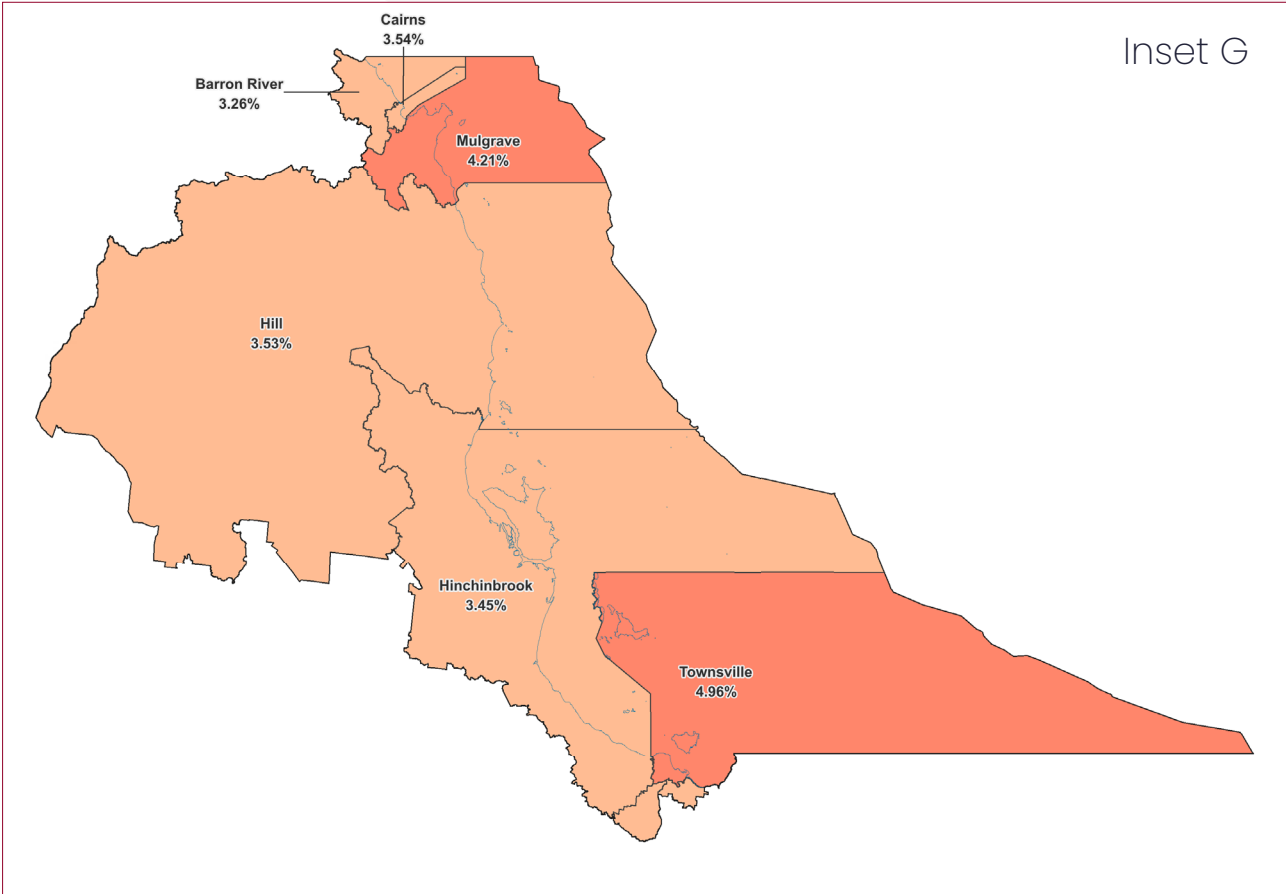 Inset G
Cairns
3.54%
Barron River
3.26%
Mulgrave
4.21%
Hill
3.53%
Hinchinbrook
3.45%
Townsville
4.96%